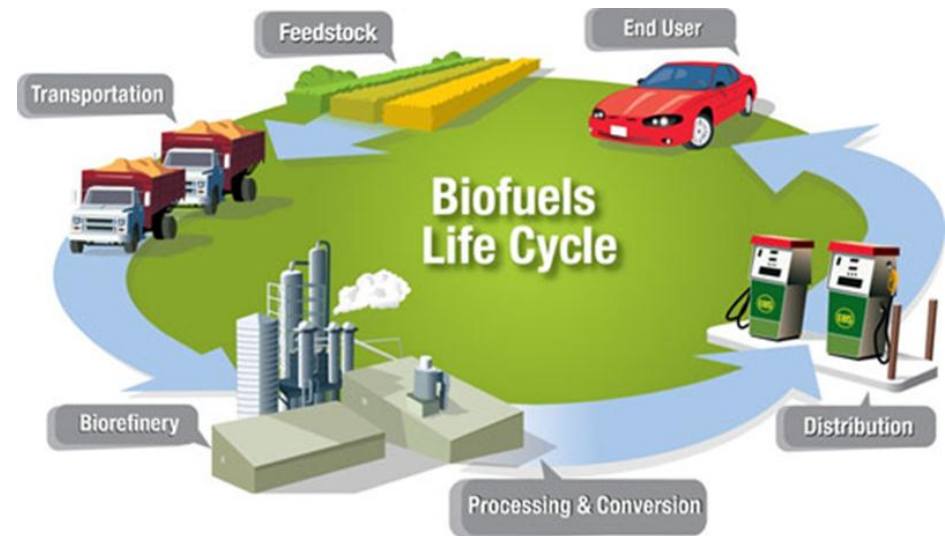 Feedstock
End User
Transportation
Biofuels
Life Cycle
Biorefinery
Distribution
Processing & Conversion